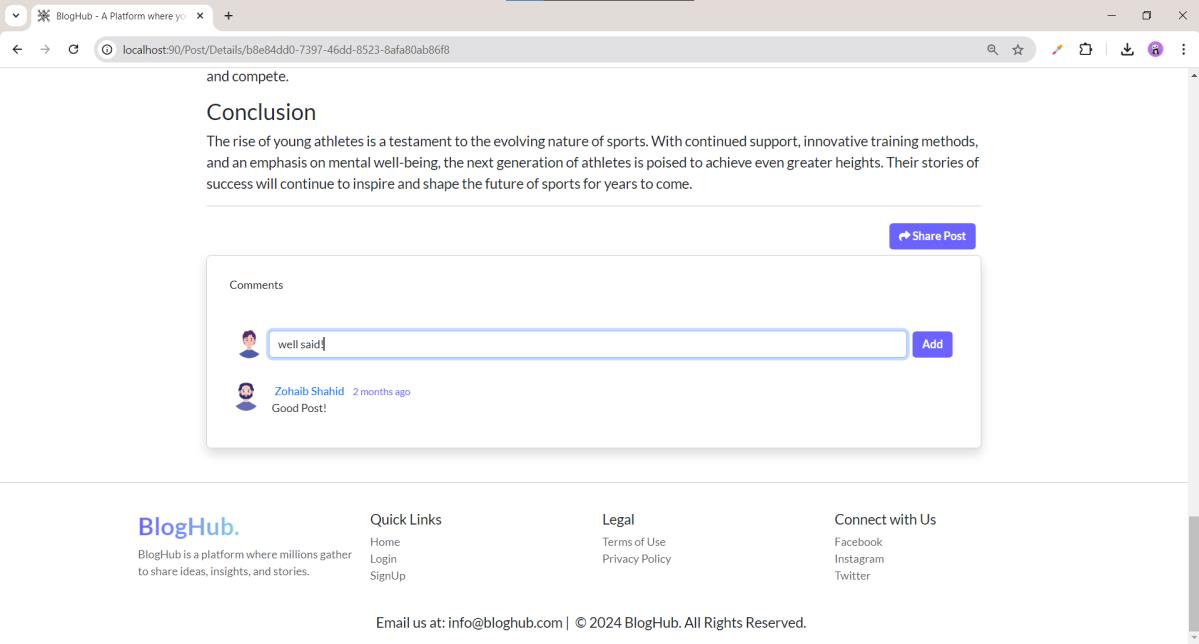 BlogHub - A Platform where yo
localhost:90/Post/Details/b8e84dd0-7397-46dd-8523-8afa80ab86f8
and compete.
Conclusion
The rise of young athletes is a testament to the evolving nature of sports. With continued support, innovative training methods,
and an emphasis on mental well-being, the next generation of athletes is poised to achieve even greater heights. Their stories of
success will continue to inspire and shape the future of sports for years to come.
Share Post
Comments
well said!
Add
Zohaib Shahid 2 months ago
Good Post!
BlogHub.
BlogHub is a platform where millions gather
to share ideas, insights, and stories.
Quick Links
Home
Login
SignUp
Legal
Terms of Use
Privacy Policy
Connect with Us
Facebook
Instagram
Twitter
Email us at: info@bloghub.com | © 2024 BlogHub. All Rights Reserved.